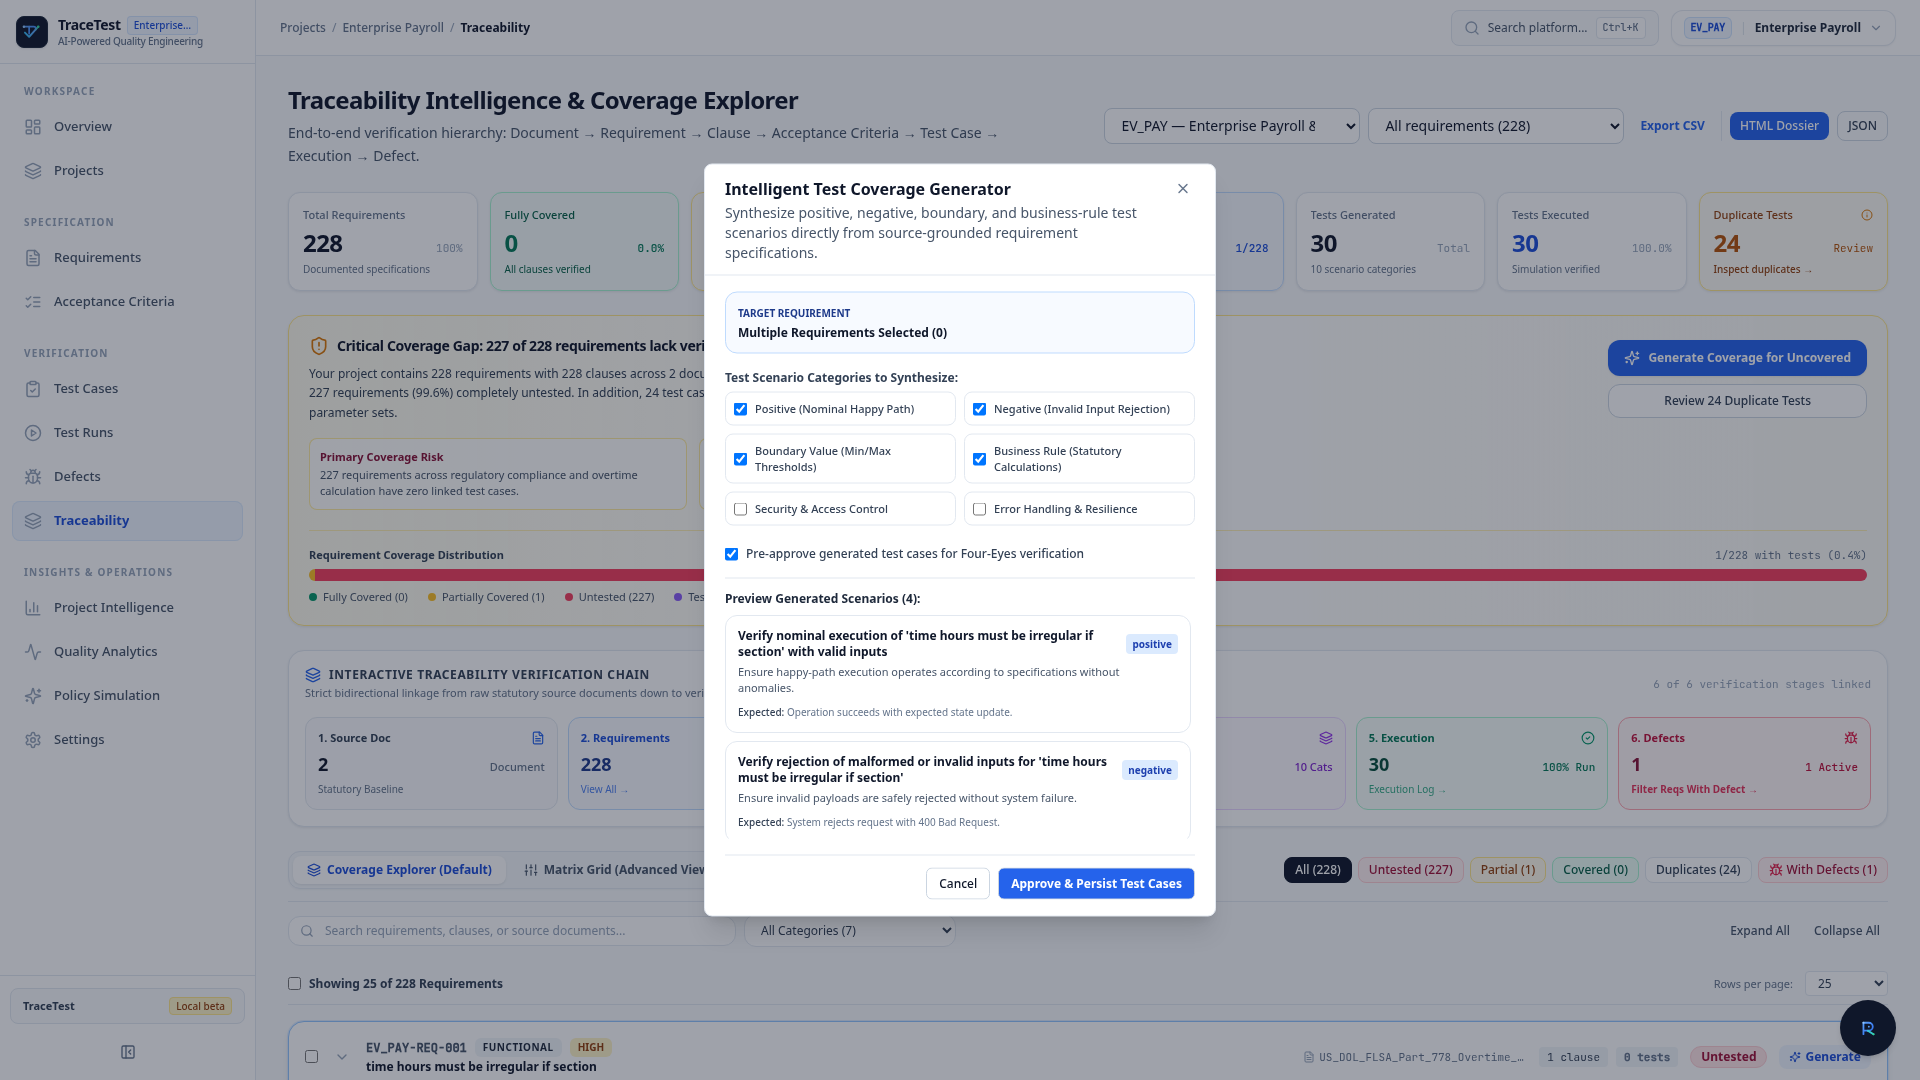 TraceTest
Enterprise...
AI-Powered Quality Engineering
WORKSPACE
Overview
Projects
SPECIFICATION
Requirements
Acceptance Criteria
VERIFICATION
Test Cases
Test Runs
Defects
Traceability
INSIGHTS & OPERATIONS
Project Intelligence
Quality Analytics
Policy Simulation
Settings
TraceTest
Local beta
Projects / Enterprise Payroll / Traceability
Search platform... Ctrl+K
EV_PAY Enterprise Payroll
Traceability Intelligence & Coverage Explorer
End-to-end verification hierarchy: Document → Requirement → Clause → Acceptance Criteria → Test Case →
Execution → Defect.
EV_PAY — Enterprise Payroll &
All requirements (228)
Export CSV
HTML Dossier
JSON
Total Requirements
228 100%
Documented specifications
Fully Covered
0 0.0%
All clauses verified
1/228
Tests Generated
30 Total
10 scenario categories
Tests Executed
30 100.0%
Simulation verified
Duplicate Tests
24 Review
Inspect duplicates →
Critical Coverage Gap: 227 of 228 requirements lack
Your project contains 228 requirements with 228 clauses across 2
227 requirements (99.6%) completely untested. In addition, 24 test
parameter sets.
Generate Coverage for Uncovered
Review 24 Duplicate Tests
Primary Coverage Risk
227 requirements across regulatory compliance and overtime
calculation have zero linked test cases.
Requirement Coverage Distribution
1/228 with tests (0.4%)
Fully Covered (0)
Partially Covered (1)
Untested (227)
INTERACTIVE TRACEABILITY VERIFICATION CHAIN
Strict bidirectional linkage from raw statutory source documents down to
6 of 6 verification stages linked
1. Source Doc
2 Document
Statutory Baseline
2. Requirements
228
View All →
10 Cats
5. Execution
30 100% Run
Execution Log →
6. Defects
1 1 Active
Filter Reqs With Defect →
Coverage Explorer (Default)
Matrix Grid (Advanced View
All (228)
Untested (227)
Partial (1)
Covered (0)
Duplicates (24)
With Defects (1)
Search requirements, clauses, or source documents...
All Categories (7)
Expand All
Collapse All
Showing 25 of 228 Requirements
Rows per page: 25
EV_PAY-REQ-001 FUNCTIONAL HIGH
time hours must be irregular if section
US_DOL_FLSA_Part_778_Overtime_…
1 clause
0 tests
Untested
Generate
Intelligent Test Coverage Generator
Synthesize positive, negative, boundary, and business-rule test
scenarios directly from source-grounded requirement
specifications.
TARGET REQUIREMENT
Multiple Requirements Selected (0)
Test Scenario Categories to Synthesize:
Positive (Nominal Happy Path)
Negative (Invalid Input Rejection)
Boundary Value (Min/Max
Thresholds)
Business Rule (Statutory
Calculations)
Security & Access Control
Error Handling & Resilience
Pre-approve generated test cases for Four-Eyes verification
Preview Generated Scenarios (4):
Verify nominal execution of 'time hours must be irregular if
section' with valid inputs
positive
Ensure happy-path execution operates according to specifications without
anomalies.
Expected: Operation succeeds with expected state update.
Verify rejection of malformed or invalid inputs for 'time hours
must be irregular if section'
negative
Ensure invalid payloads are safely rejected without system failure.
Expected: System rejects request with 400 Bad Request.
Cancel
Approve & Persist Test Cases